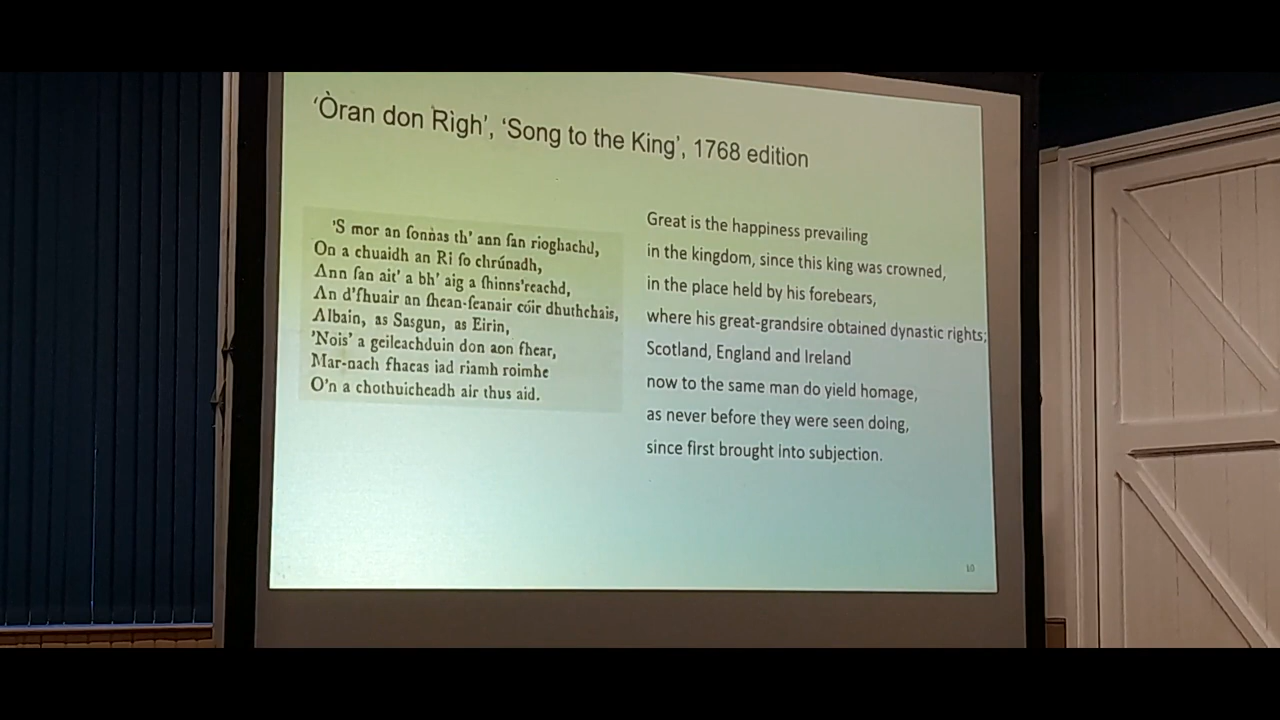 ‘Òran don Rìgh’, ‘Song to the King’, 1768 edition
'S mor an ſonǹas th' ann ſan rioghachd,
On a chuaidh an Ri ſo chrúnadh,
Ann ſan ait' a bh' aig a ſhinns'reachd,
An d'fhuair an ſhean-ſeanair cóir dhuthchais,
Albain, as Sasgun, as Eirin,
'Nois' a geileachduin don aon fhear,
Mar-nach fhacas iad riamh roimhe
O'n a chothuicheadh air thus aid.
Great is the happiness prevailing
in the kingdom, since this king was crowned,
in the place held by his forebears,
where his great-grandsire obtained dynastic rights;
Scotland, England and Ireland
now to the same man do yield homage,
as never before they were seen doing,
since first brought into subjection.
10